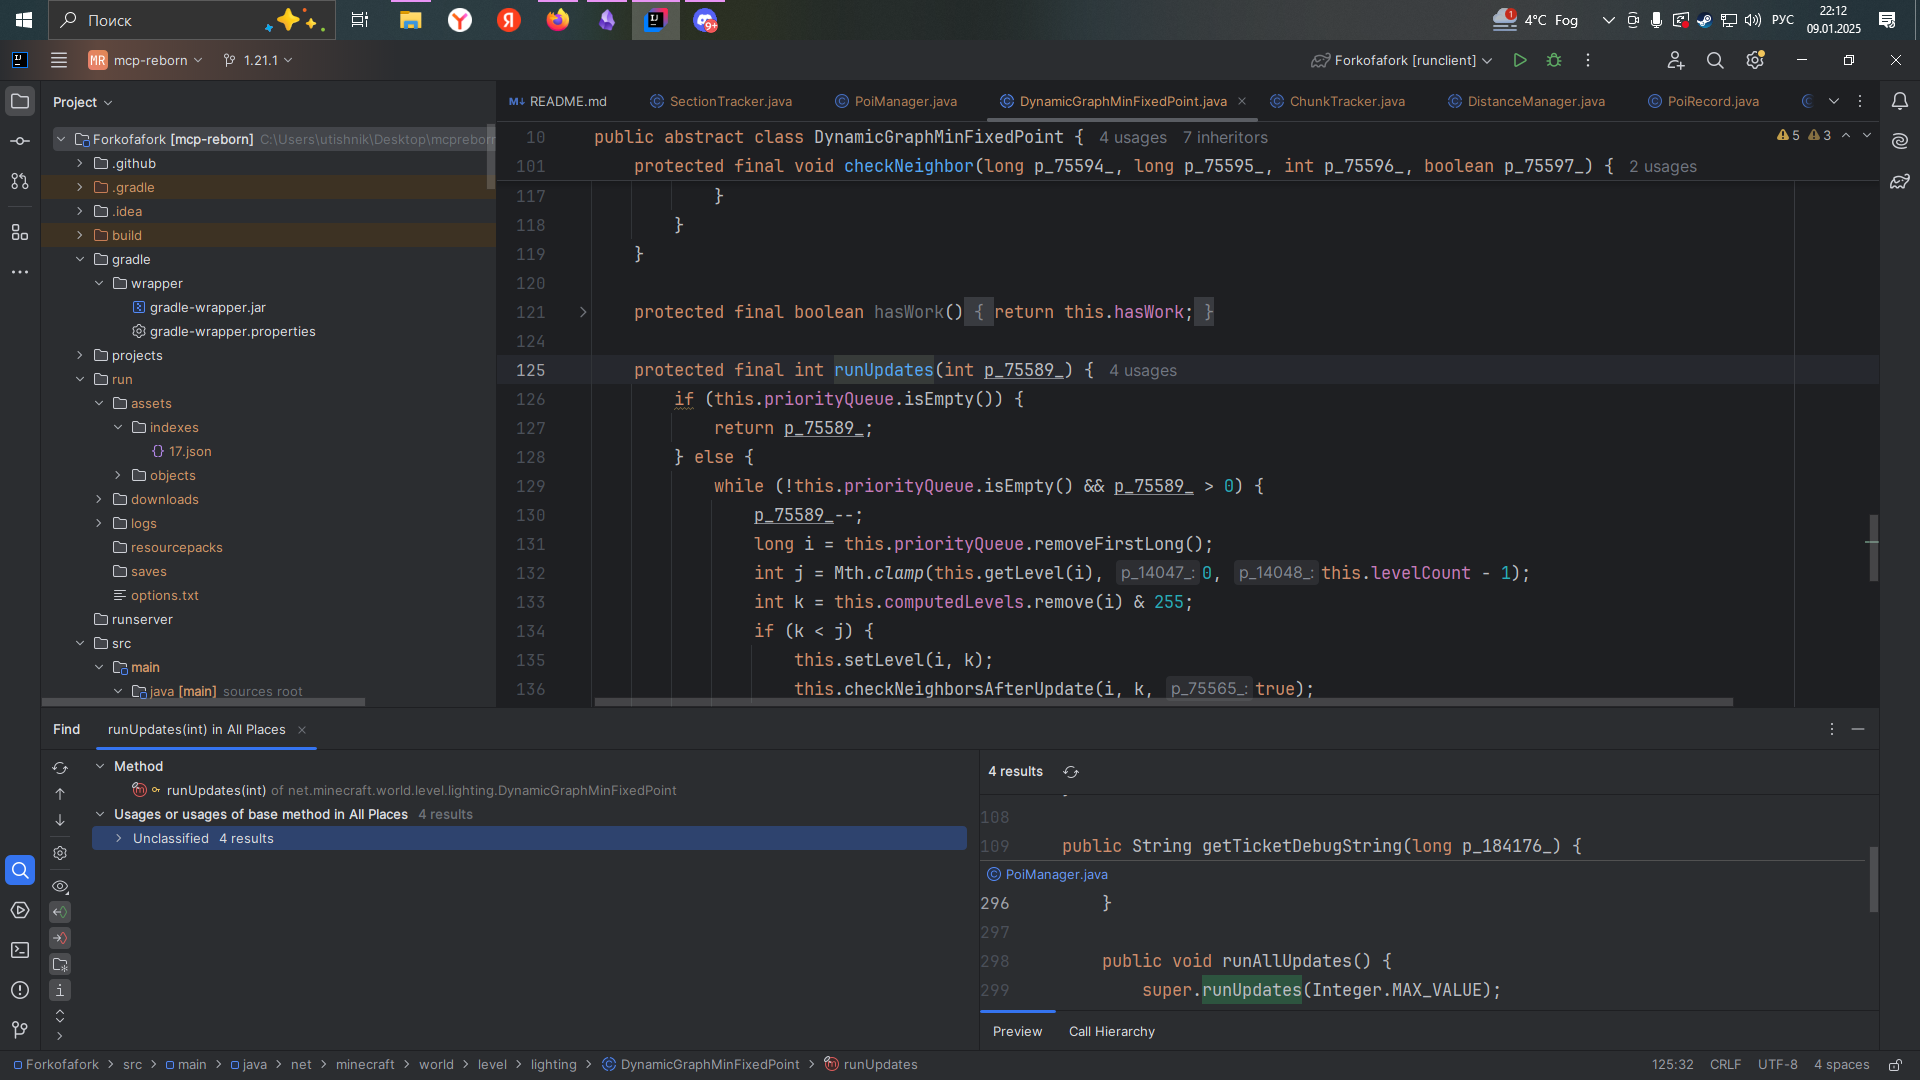 Поиск
9+
1
4°C Fog
РУС
22:12
09.01.2025
MR mcp-reborn
1.21.1
Forkofafork [runclient]
Project
M↓ README.md
SectionTracker.java
PoiManager.java
DynamicGraphMinFixedPoint.java
ChunkTracker.java
DistanceManager.java
PoiRecord.java
Forkofafork [mcp-reborn] C:\Users\utishnik\Desktop\mcpreborn
.github
.gradle
.idea
build
gradle
wrapper
gradle-wrapper.jar
gradle-wrapper.properties
projects
run
assets
indexes
17.json
objects
downloads
logs
resourcepacks
saves
options.txt
runserver
src
main
java [main] sources root
5 3
10 public abstract class DynamicGraphMinFixedPoint { 4 usages 7 inheritors
101 protected final void checkNeighbor(long p_75594_, long p_75595_, int p_75596_, boolean p_75597_) { 2 usages
117 }
118 }
119 }
120
121 protected final boolean hasWork() { return this.hasWork; }
124
125 protected final int runUpdates(int p_75589_) { 4 usages
126 if (this.priorityQueue.isEmpty()) {
127 return p_75589_;
128 } else {
129 while (!this.priorityQueue.isEmpty() && p_75589_ > 0) {
130 p_75589_--;
131 long i = this.priorityQueue.removeFirstLong();
132 int j = Mth.clamp(this.getLevel(i), p_14047_: 0, p_14048_: this.levelCount - 1);
133 int k = this.computedLevels.remove(i) & 255;
134 if (k < j) {
135 this.setLevel(i, k);
136 this.checkNeighborsAfterUpdate(i, k, p_75565_: true);
Find
runUpdates(int) in All Places
Method
runUpdates(int) of net.minecraft.world.level.lighting.DynamicGraphMinFixedPoint
Usages or usages of base method in All Places 4 results
Unclassified 4 results
4 results
108
109 public String getTicketDebugString(long p_184176_) {
PoiManager.java
296 }
297
298 public void runAllUpdates() {
299 super.runUpdates(Integer.MAX_VALUE);
Preview
Call Hierarchy
Forkofafork > src > main > java > net > minecraft > world > level > lighting > DynamicGraphMinFixedPoint > runUpdates
125:32 CRLF UTF-8 4 spaces